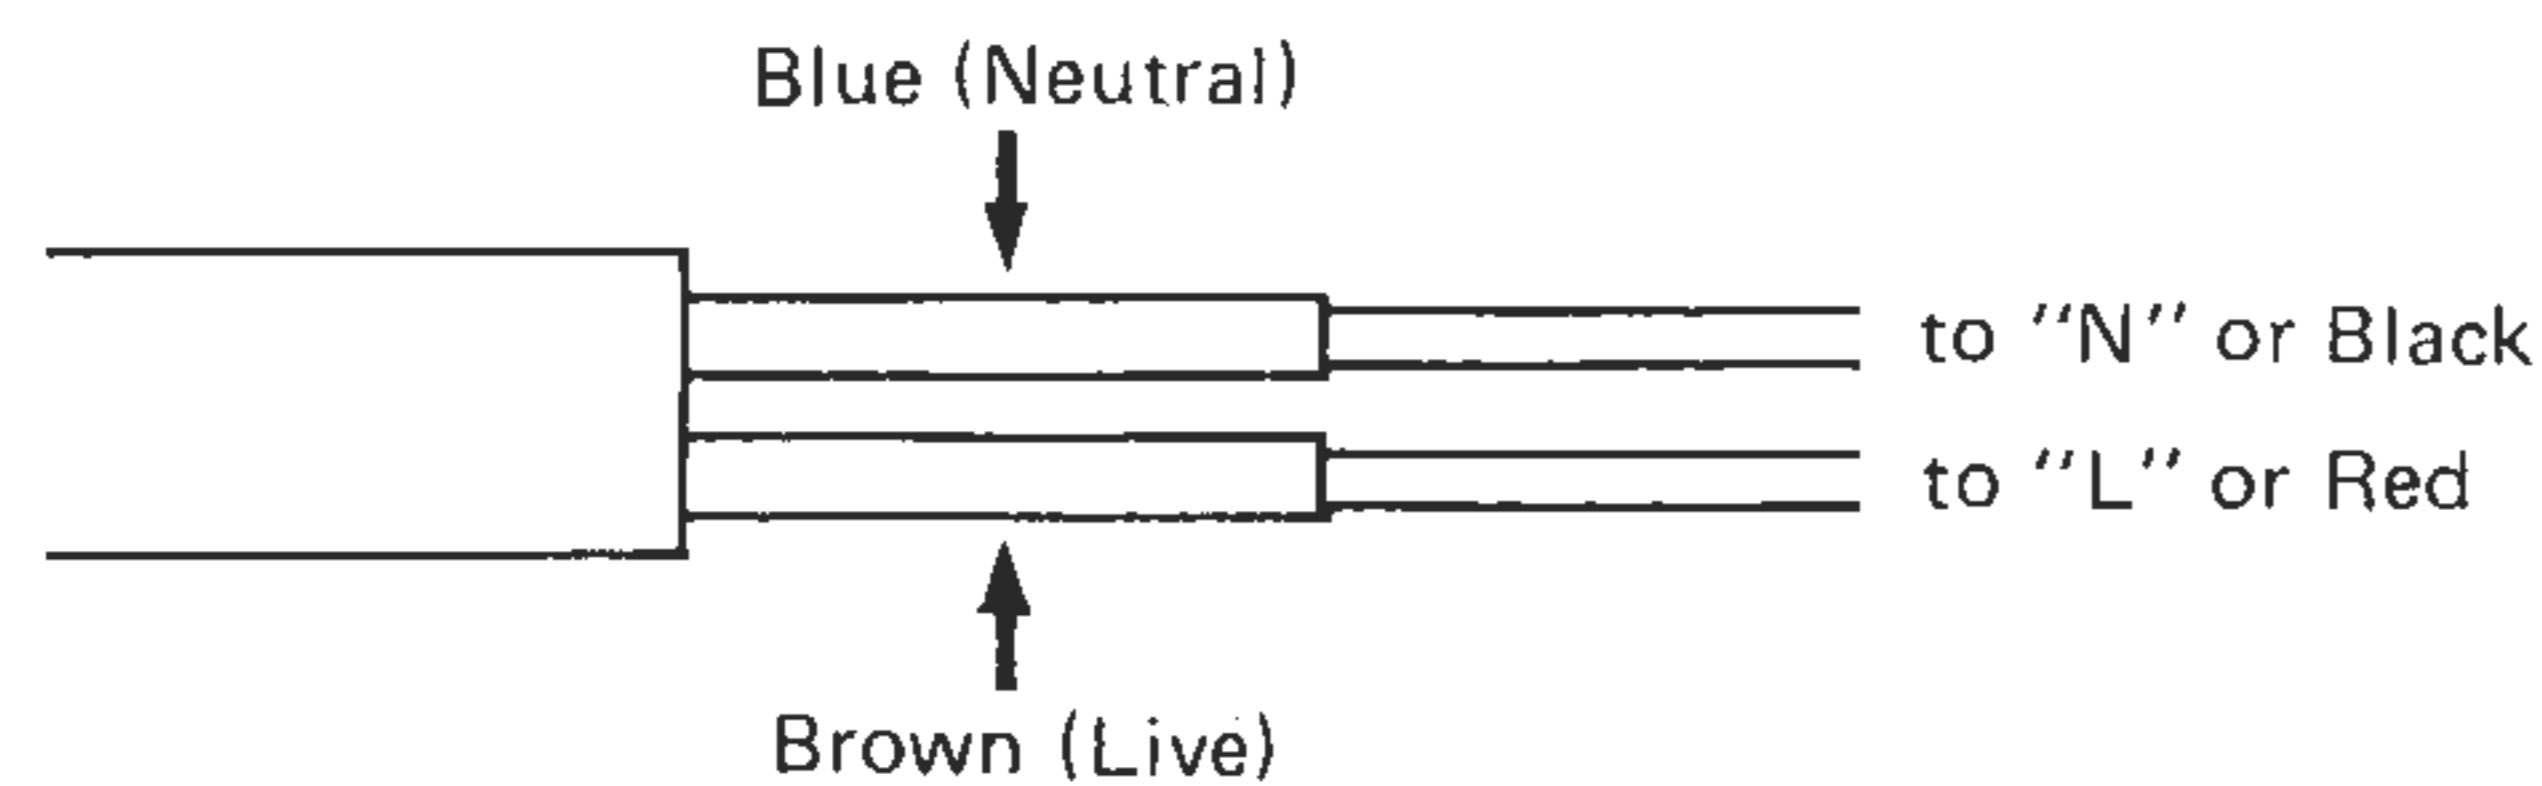 Blue (Neutral)
to "N" or Black
to "L" or Red
Brown (Live)